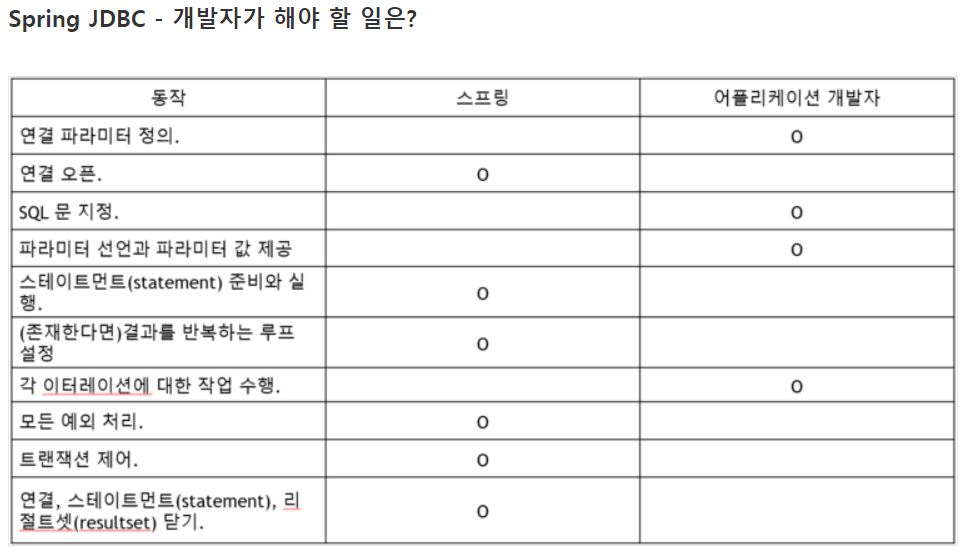 Spring JDBC - 개발자가 해야 할 일은?
동작 스프링 어플리케이션 개발자
연결 파라미터 정의. O
연결 오픈. O
SQL 문 지정. O
파라미터 선언과 파라미터 값 제공 O
스테이트먼트(statement) 준비와 실
행. O
(존재한다면)결과를 반복하는 루프
설정 O
각 이터레이션에 대한 작업 수행. O
모든 예외 처리. O
트랜잭션 제어. O
연결, 스테이트먼트(statement), 리
절트셋(resultset) 닫기. O